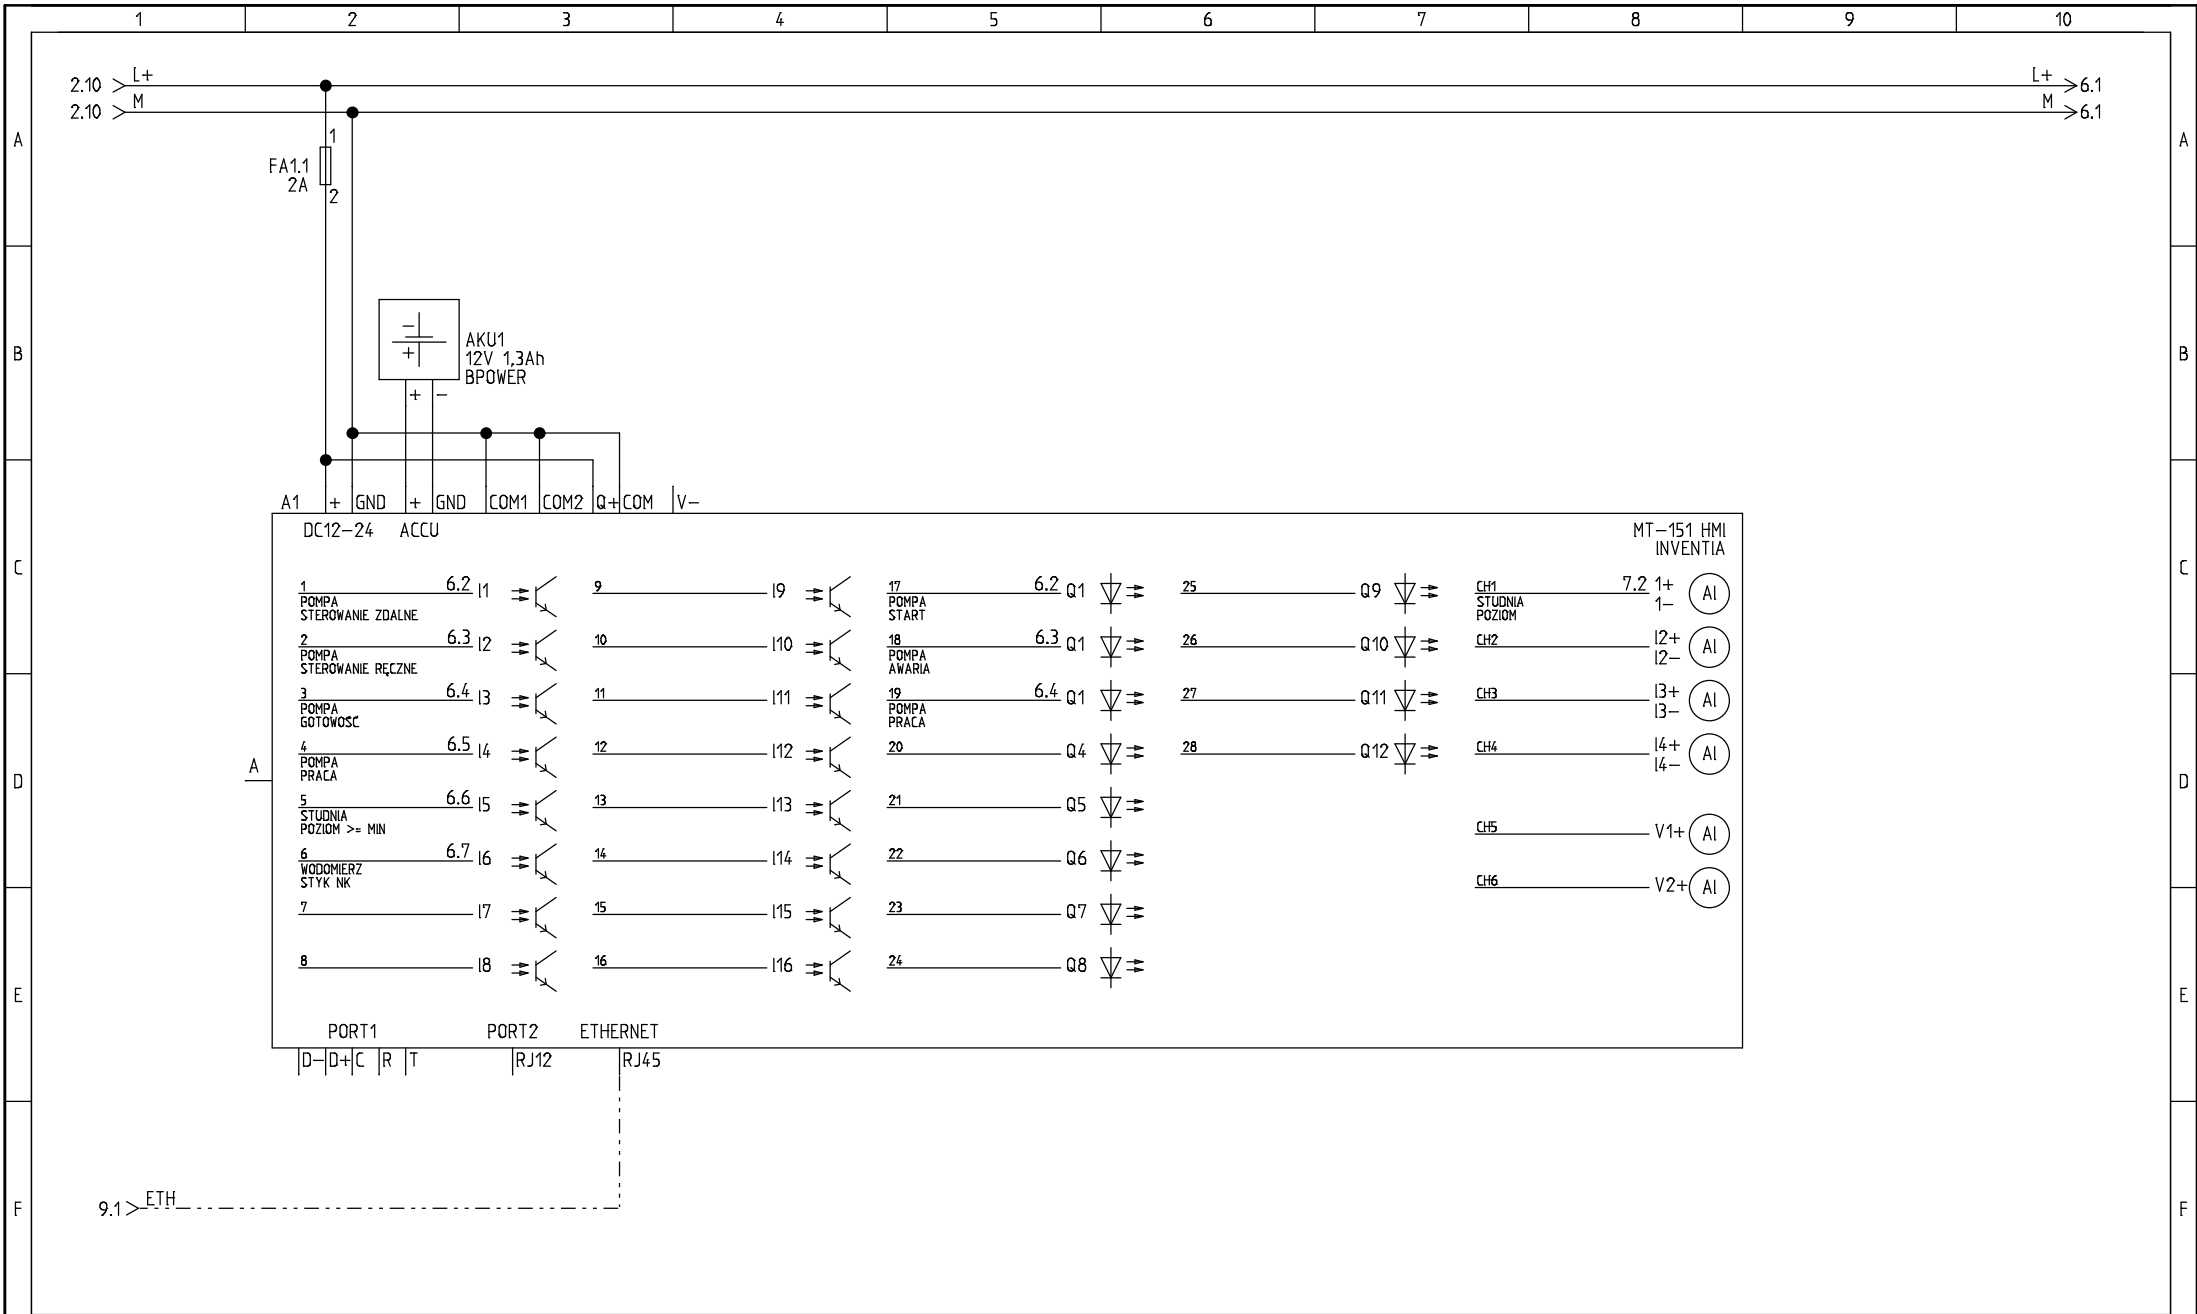 1 2 3 4 5 6 7 8 9 10
2.10 L+ L+ 6.1
2.10 M M 6.1
A A
1
FA1.1
2A
2
B B
AKU1
12V 1,3Ah
BPOWER
- +
+ -
A1 + GND + GND COM1 COM2 Q+ COM V-
DC12-24 ACCU
MT-151 HMI
INVENTIA
C C
1 6.2 I1
POMPA
STEROWANIE ZDALNE
2 6.3 I2
POMPA
STEROWANIE RĘCZNE
3 6.4 I3
POMPA
GOTOWOŚĆ
4 6.5 I4
POMPA
PRACA
5 6.6 I5
STUDNIA
POZIOM >= MIN
6 6.7 I6
WODOMIERZ
STYK NK
7 I7
8 I8
9 I9
10 I10
11 I11
12 I12
13 I13
14 I14
15 I15
16 I16
17 6.2 Q1
POMPA
START
18 6.3 Q1
POMPA
AWARIA
19 6.4 Q1
POMPA
PRACA
20 Q4
21 Q5
22 Q6
23 Q7
24 Q8
25 Q9
26 Q10
27 Q11
28 Q12
CH1 7.2 1+ AI
STUDNIA 1-
POZIOM
CH2 I2+ AI
I2-
CH3 I3+ AI
I3-
CH4 I4+ AI
I4-
CH5 V1+ AI
CH6 V2+ AI
A
D D
E E
PORT1 PORT2 ETHERNET
D- D+ C R T RJ12 RJ45
9.1 ETH
F F